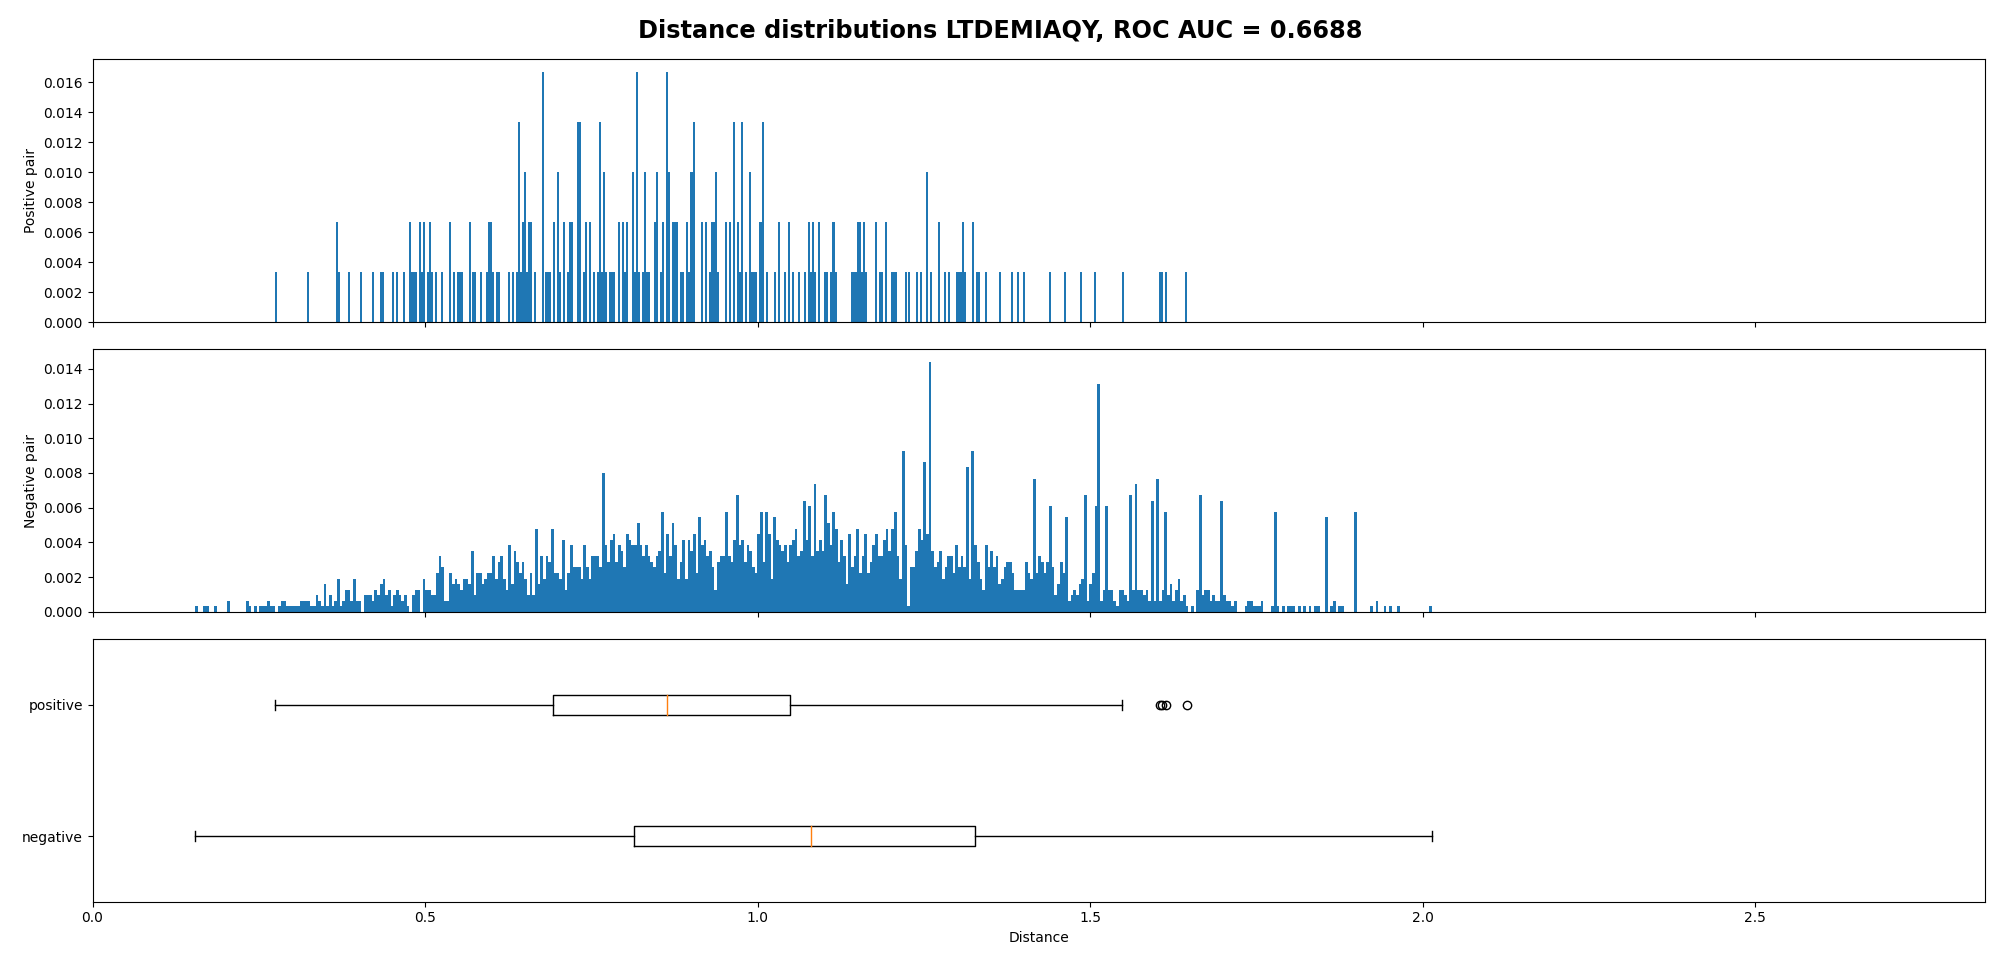 Distance distributions LTDEMIAQY, ROC AUC = 0.6688
0.016
0.014
0.012
0.010
0.008
0.006
0.004
0.002
0.000
Positive pair
0.014
0.012
0.010
0.008
0.006
0.004
0.002
0.000
Negative pair
positive
negative
0.0 0.5 1.0 1.5 2.0 2.5
Distance